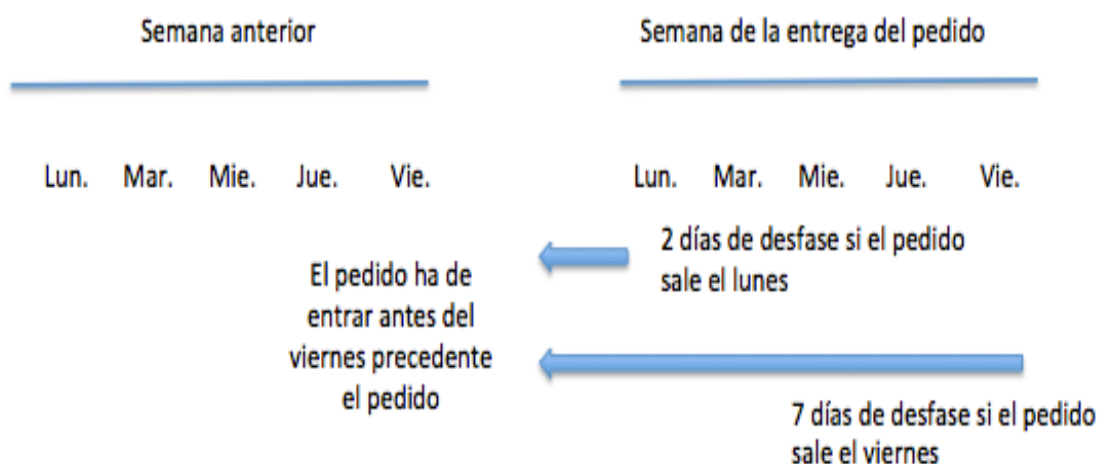 Semana anterior
Semana de la entrega del pedido
Lun. Mar. Mie. Jue. Vie.
Lun. Mar. Mie. Jue. Vie.
2 días de desfase si el pedido
sale el lunes
El pedido ha de
entrar antes del
viernes precedente
el pedido
7 días de desfase si el pedido
sale el viernes